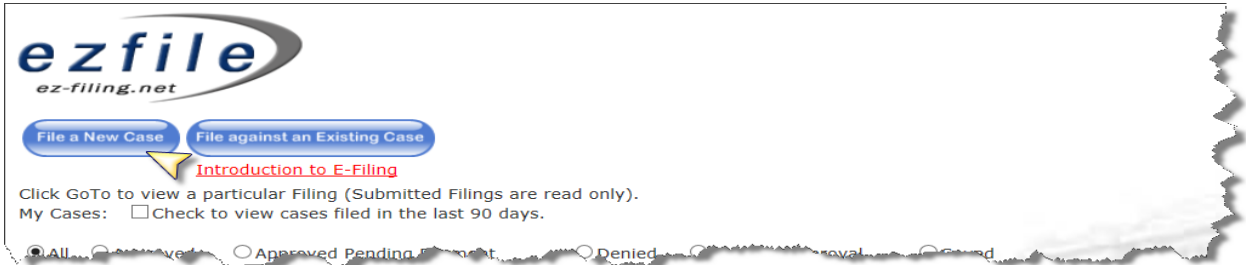 ezfile
ez-filing.net
File a New Case File against an Existing Case
Introduction to E-Filing
Click GoTo to view a particular Filing (Submitted Filings are read only).
My Cases: Check to view cases filed in the last 90 days.
All Approved Pending Denied